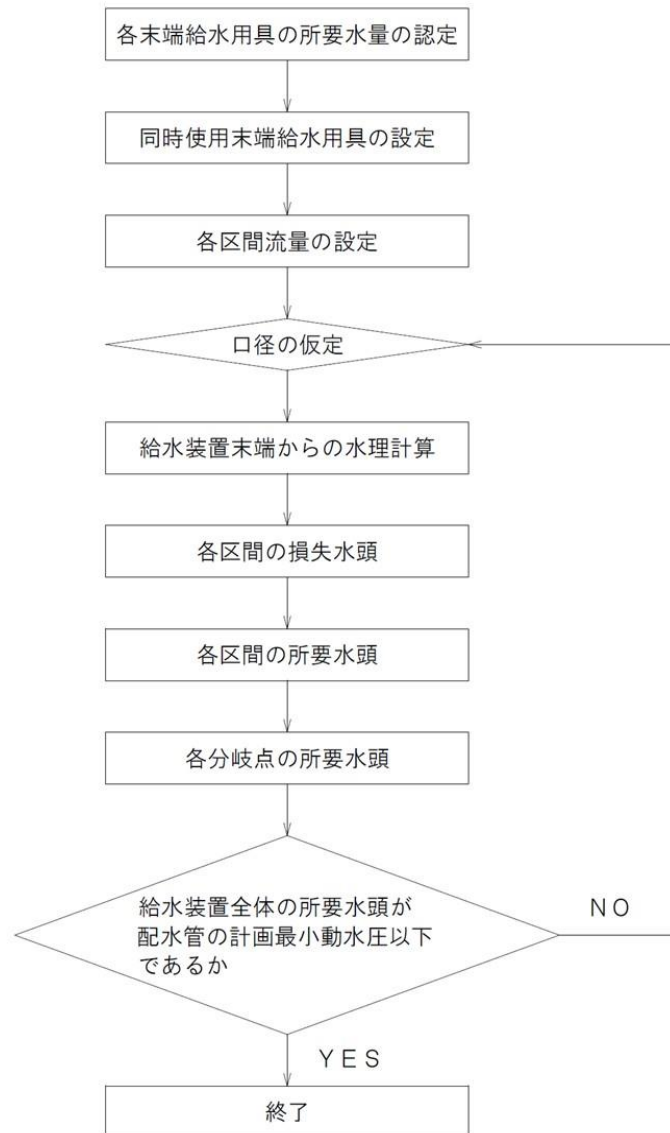 各末端給水用具の所要水量の認定
同時使用末端給水用具の設定
各区間流量の設定
口径の仮定
給水装置末端からの水理計算
各区間の損失水頭
各区間の所要水頭
各分岐点の所要水頭
給水装置全体の所要水頭が
配水管の計画最小動水圧以下
であるか
NO
YES
終了